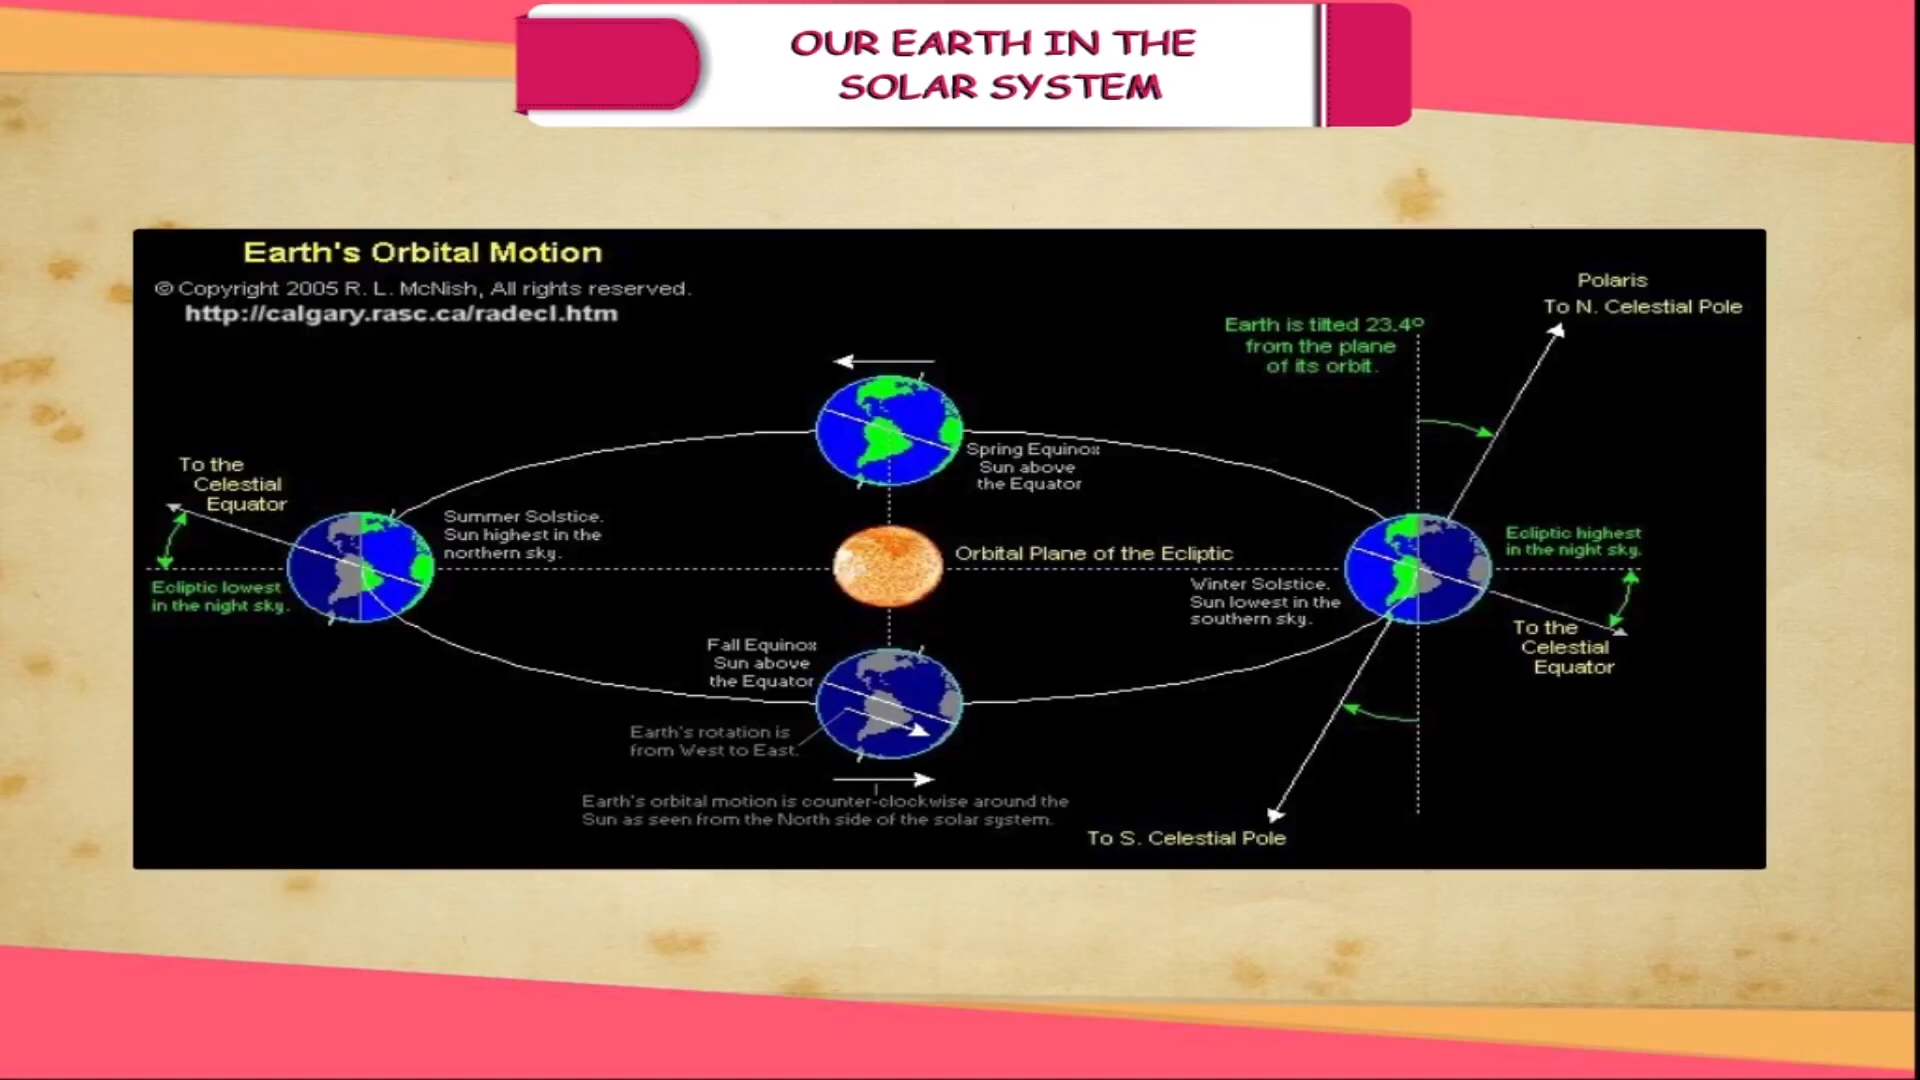 OUR EARTH IN THE
SOLAR SYSTEM
Earth's Orbital Motion
© Copyright 2005 R. L. McNish, All rights reserved.
http://calgary.rasc.ca/radecl.htm
Polaris
To N. Celestial Pole
Earth is tilted 23.4º
from the plane
of its orbit.
Spring Equinox
Sun above
the Equator
To the
Celestial
Equator
Summer Solstice.
Sun highest in the
northern sky.
Ecliptic lowest
in the night sky.
Orbital Plane of the Ecliptic
Ecliptic highest
in the night sky.
Winter Solstice.
Sun lowest in the
southern sky.
To the
Celestial
Equator
Fall Equinox
Sun above
the Equator
Earth's rotation is
from West to East.
Earth's orbital motion is counter-clockwise around the
Sun as seen from the North side of the solar system.
To S. Celestial Pole